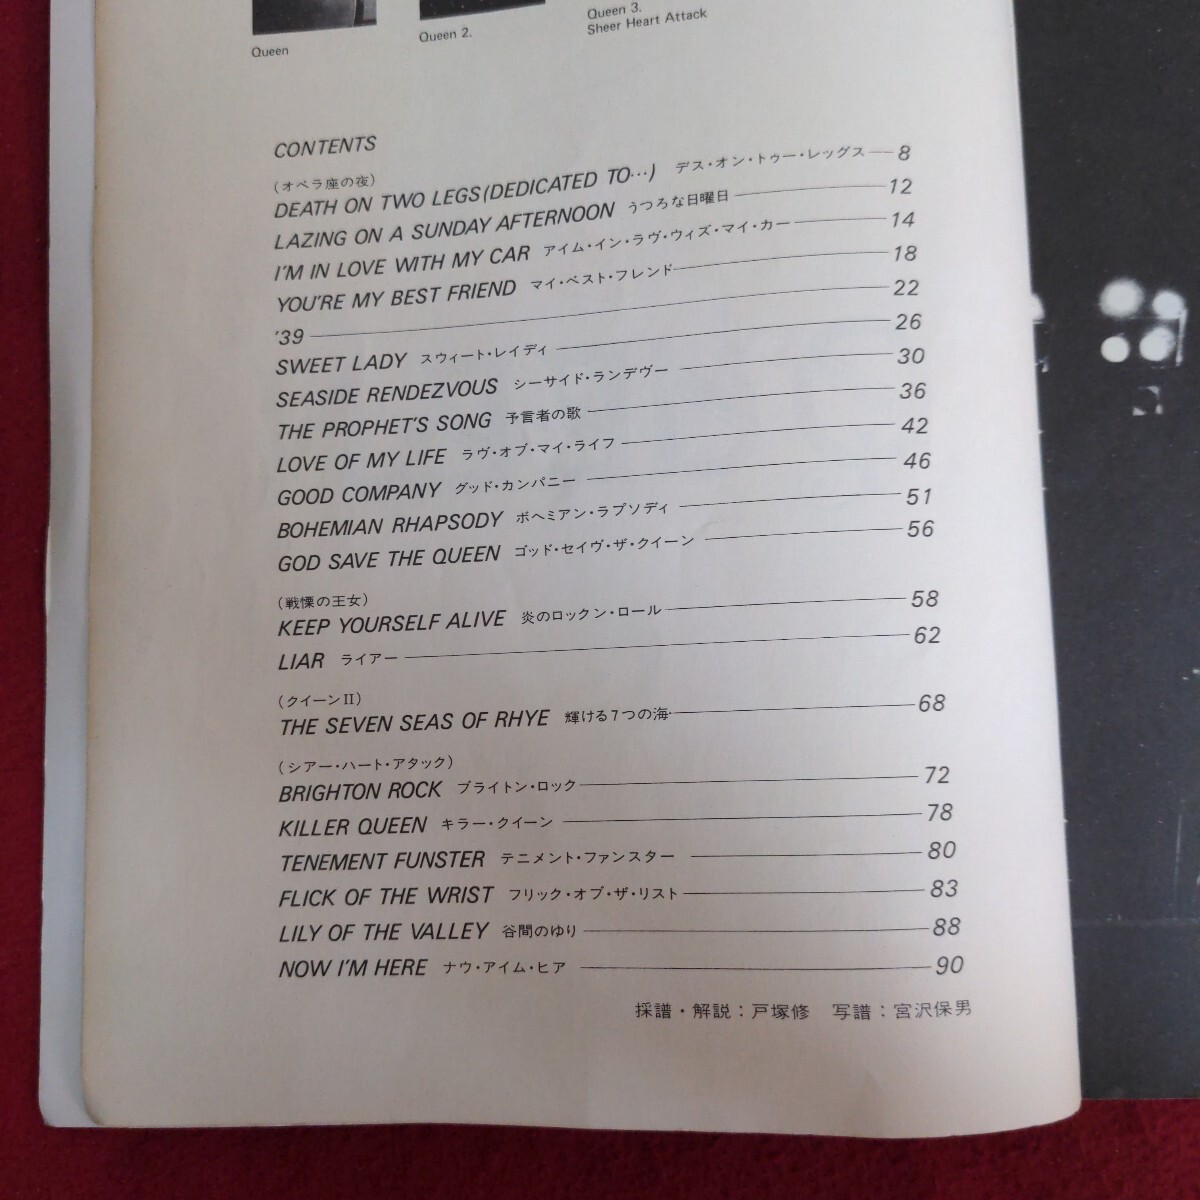 Queen
Queen 2.
Queen 3.
Sheer Heart Attack
CONTENTS
(オペラ座の夜)
DEATH ON TWO LEGS (DEDICATED TO…) デス・オン・トゥー・レッグス 8
LAZING ON A SUNDAY AFTERNOON うつろな日曜日 12
I'M IN LOVE WITH MY CAR アイム・イン・ラヴ・ウィズ・マイ・カー 14
YOU'RE MY BEST FRIEND マイ・ベスト・フレンド 18
'39 22
SWEET LADY スウィート・レイディ 26
SEASIDE RENDEZVOUS シーサイド・ランデヴー 30
THE PROPHET'S SONG 予言者の歌 36
LOVE OF MY LIFE ラヴ・オブ・マイ・ライフ 42
GOOD COMPANY グッド・カンパニー 46
BOHEMIAN RHAPSODY ボヘミアン・ラプソディ 51
GOD SAVE THE QUEEN ゴッド・セイヴ・ザ・クイーン 56
(戦慄の王女)
KEEP YOURSELF ALIVE 炎のロックン・ロール 58
LIAR ライアー 62
(クイーンII)
THE SEVEN SEAS OF RHYE 輝ける7つの海 68
(シアー・ハート・アタック)
BRIGHTON ROCK ブライトン・ロック 72
KILLER QUEEN キラー・クイーン 78
TENEMENT FUNSTER テニメント・ファンスター 80
FLICK OF THE WRIST フリック・オブ・ザ・リスト 83
LILY OF THE VALLEY 谷間のゆり 88
NOW I'M HERE ナウ・アイム・ヒア 90
採譜・解説：戸塚修 写譜：宮沢保男